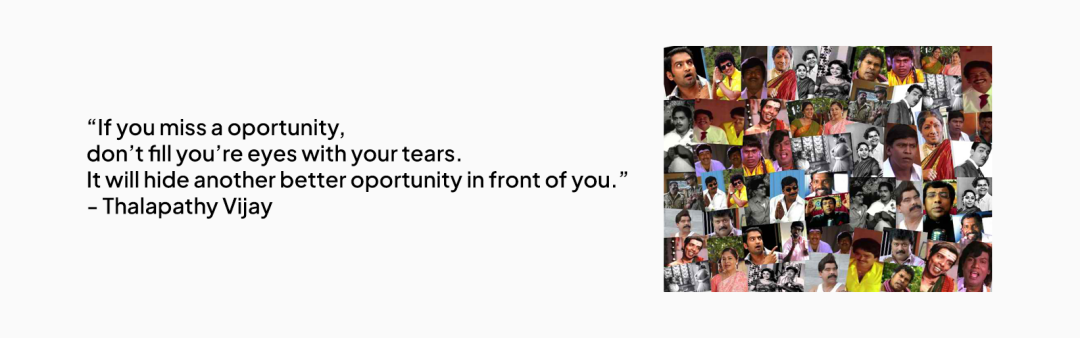 “If you miss a oportunity,
don’t fill you’re eyes with your tears.
It will hide another better oportunity in front of you.”
– Thalapathy Vijay